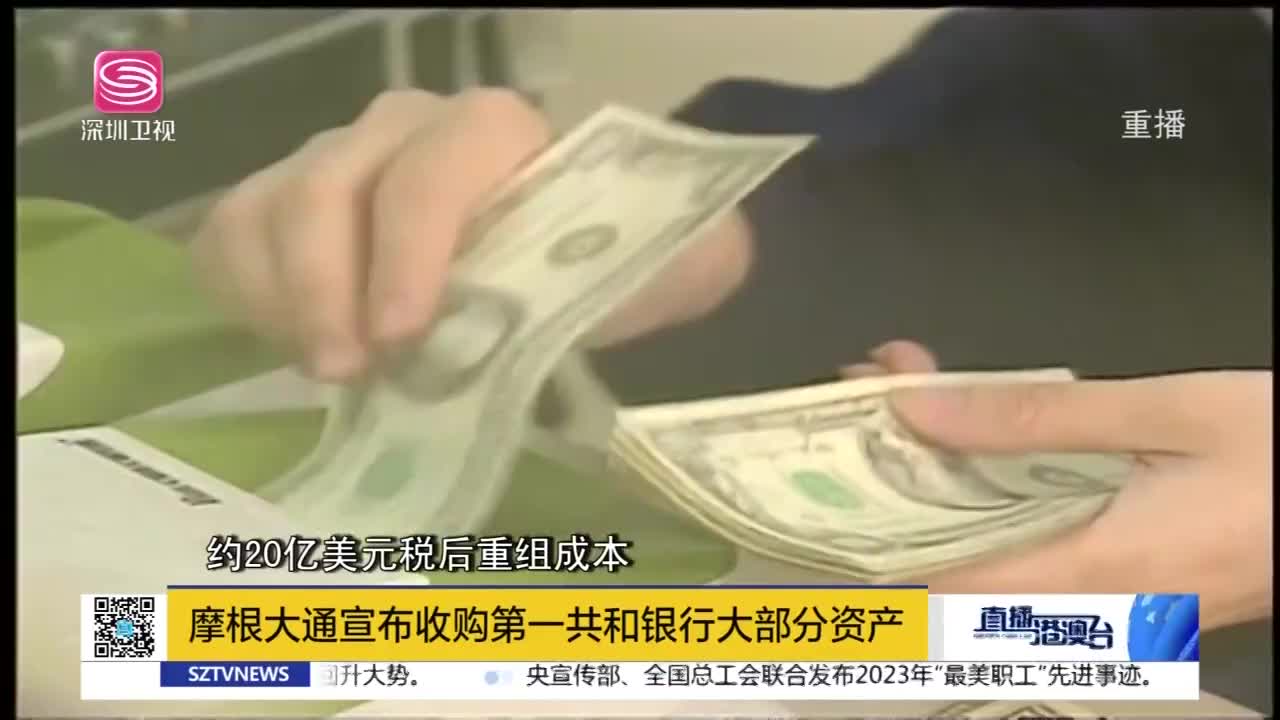 深圳卫视
重播
约20亿美元税后重组成本
摩根大通宣布收购第一共和银行大部分资产
直播港澳台
SZTVNEWS
回升大势。 央宣传部、全国总工会联合发布2023年“最美职工”先进事迹。